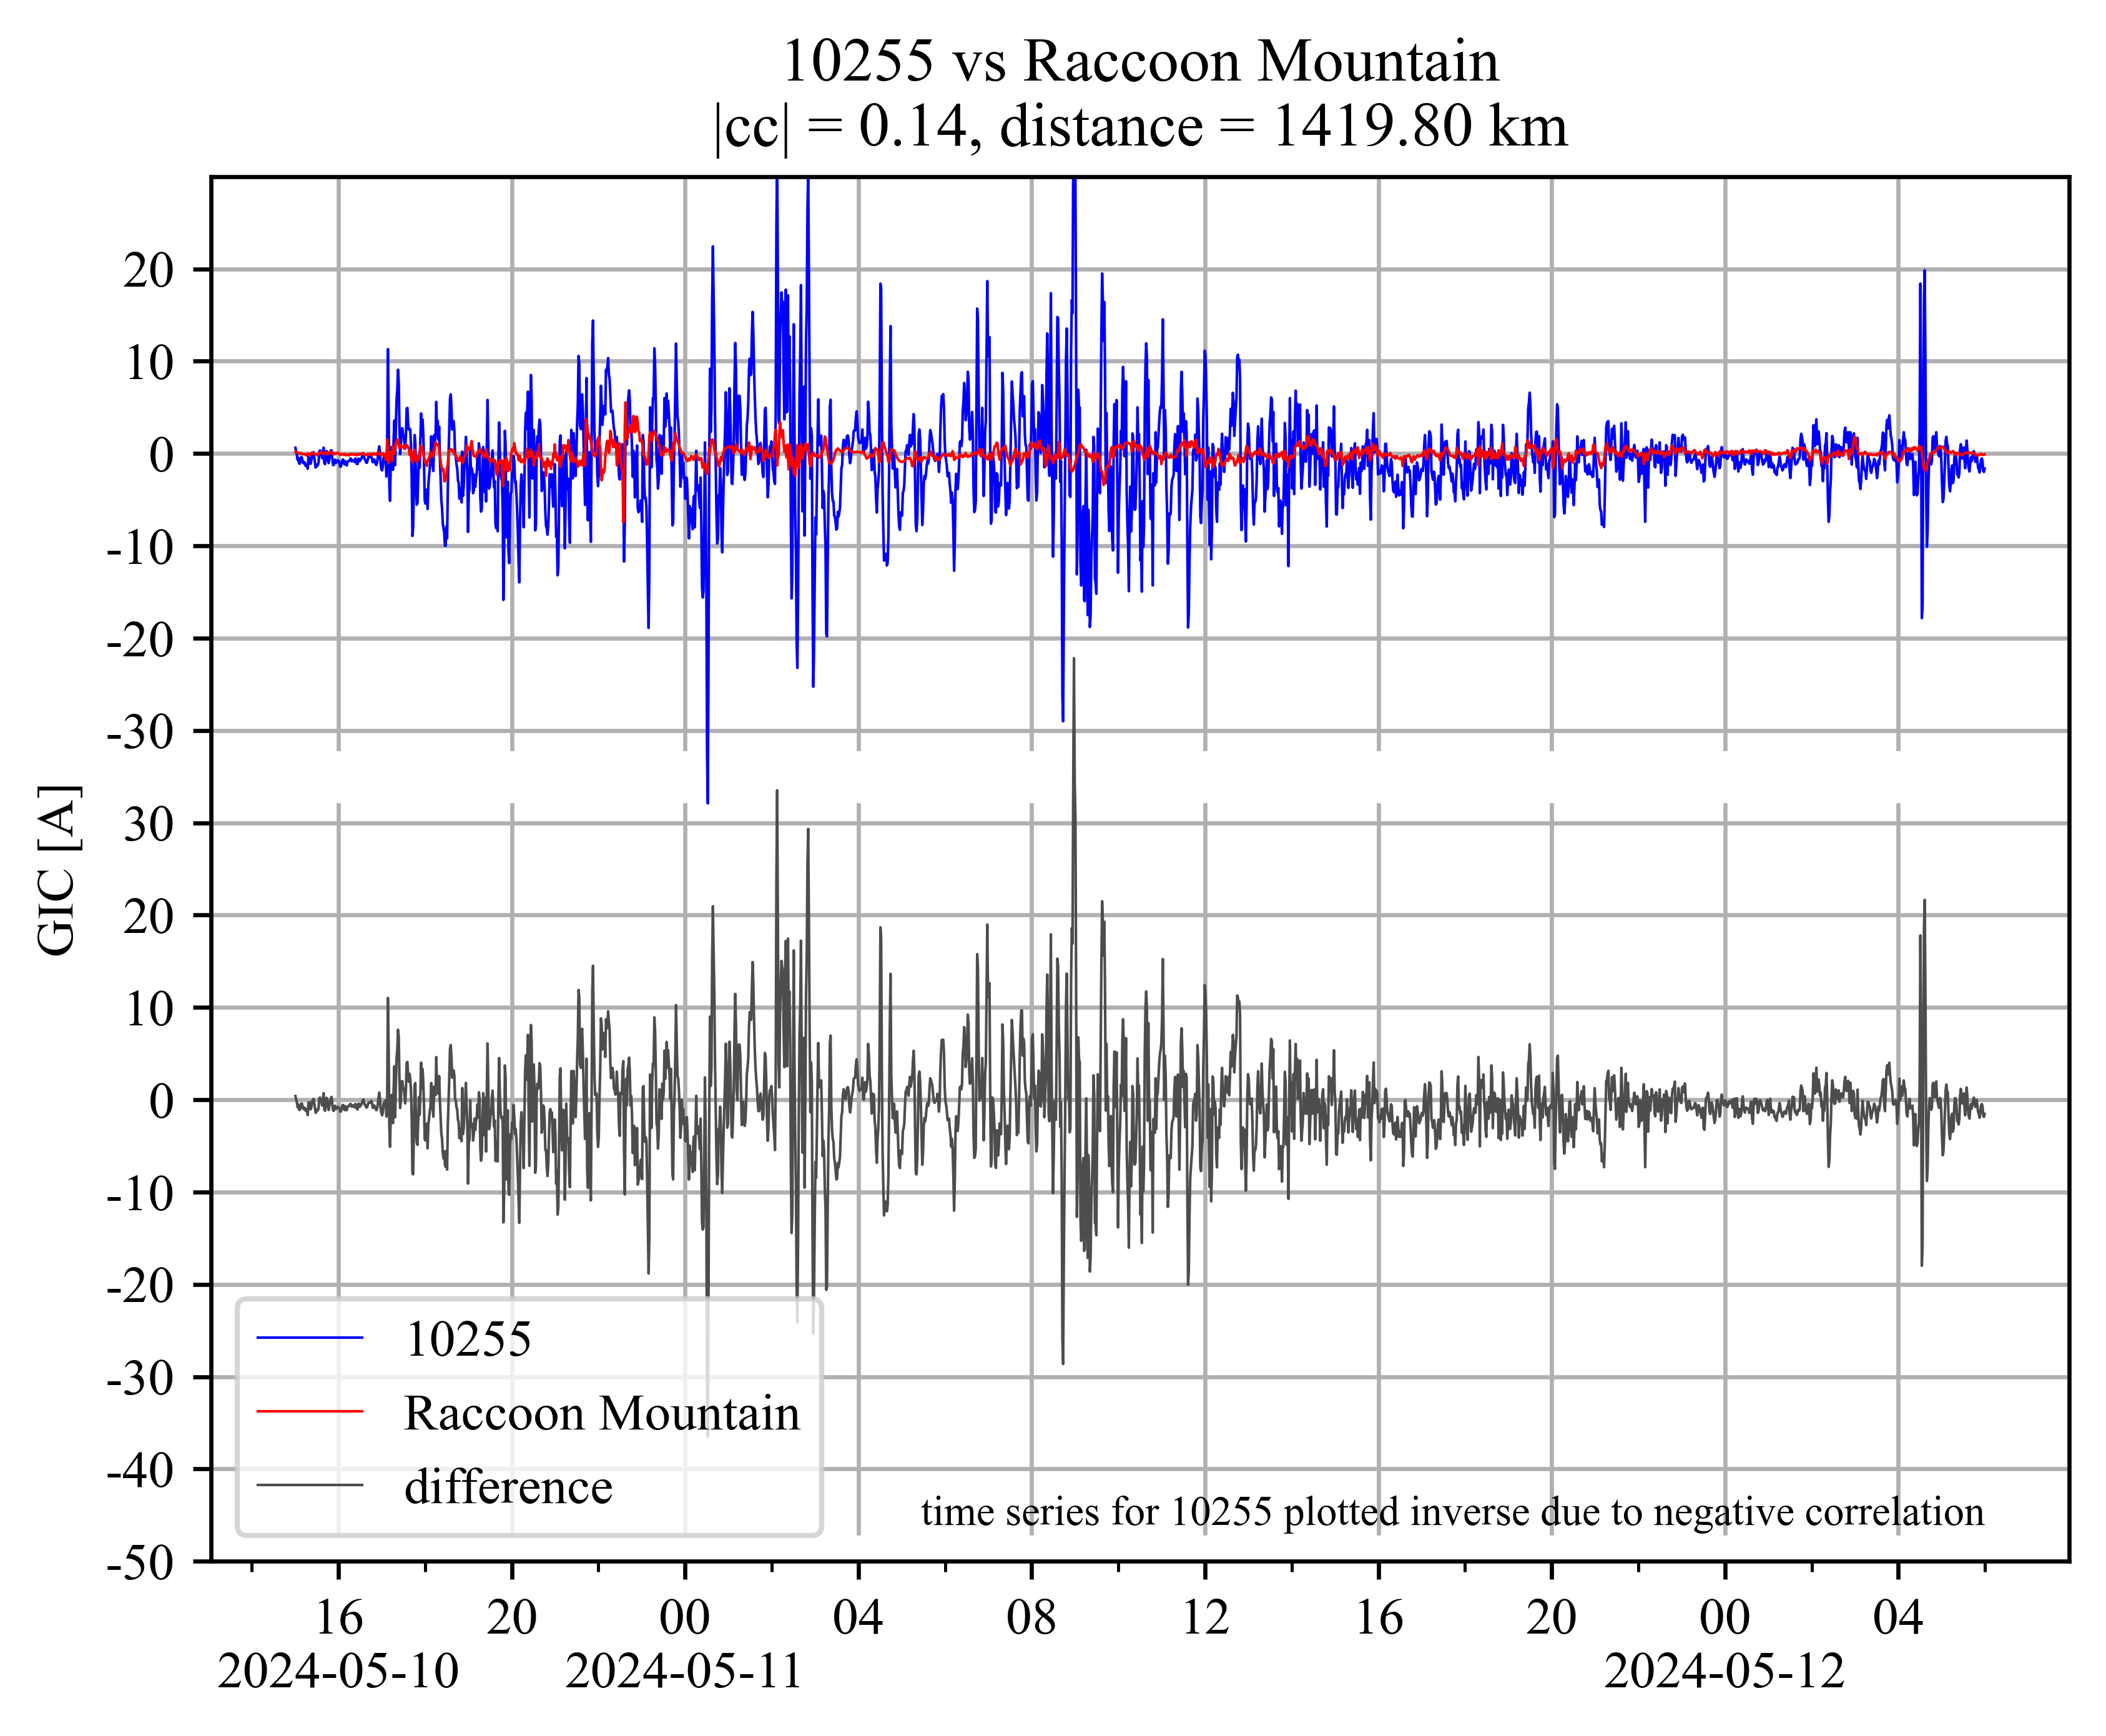 10255 vs Raccoon Mountain
|cc| = 0.14, distance = 1419.80 km
GIC [A]
20
10
0
-10
-20
-30
30
20
10
0
-10
-20
-30
-40
-50
10255
Raccoon Mountain
difference
time series for 10255 plotted inverse due to negative correlation
16 20 00 04 08 12 16 20 00 04
2024-05-10 2024-05-11 2024-05-12